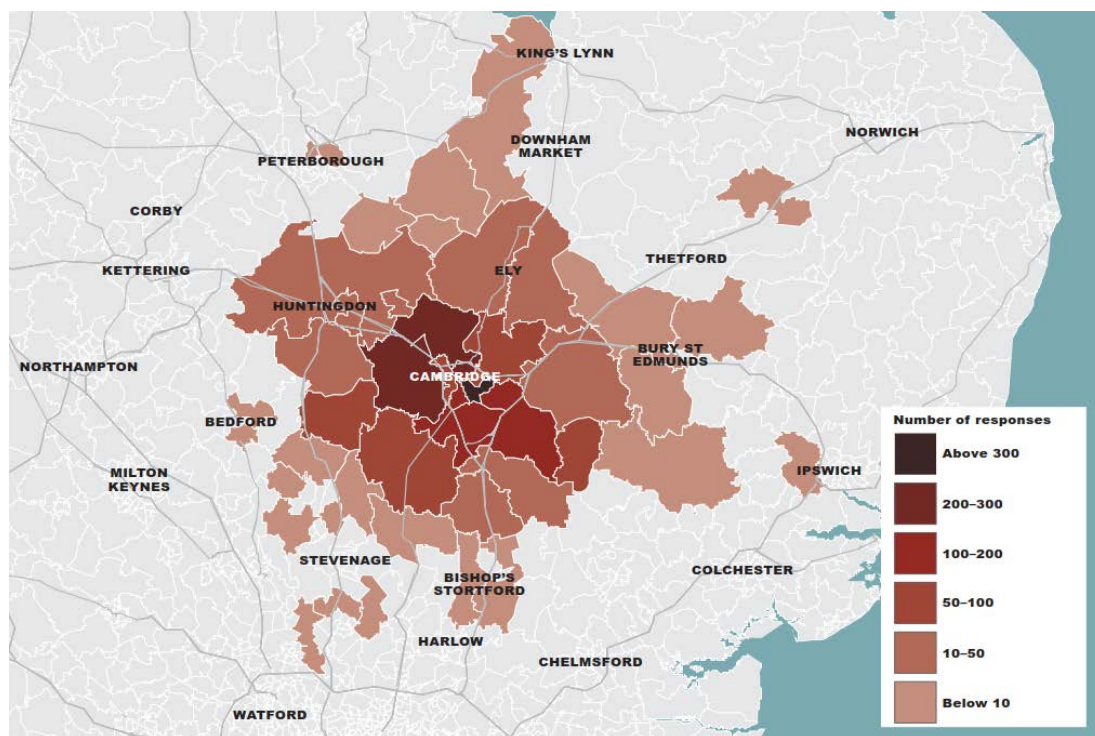 KING'S LYNN
NORWICH
DOWNHAM
MARKET
PETERBOROUGH
CORBY
THETFORD
KETTERING
ELY
HUNTINGDON
BURY ST
EDMUNDS
NORTHAMPTON
CAMBRIDGE
BEDFORD
Number of responses
Above 300
200–300
100–200
50–100
10–50
Below 10
IPSWICH
MILTON
KEYNES
STEVENAGE
COLCHESTER
BISHOP'S
STORTFORD
HARLOW
CHELMSFORD
WATFORD